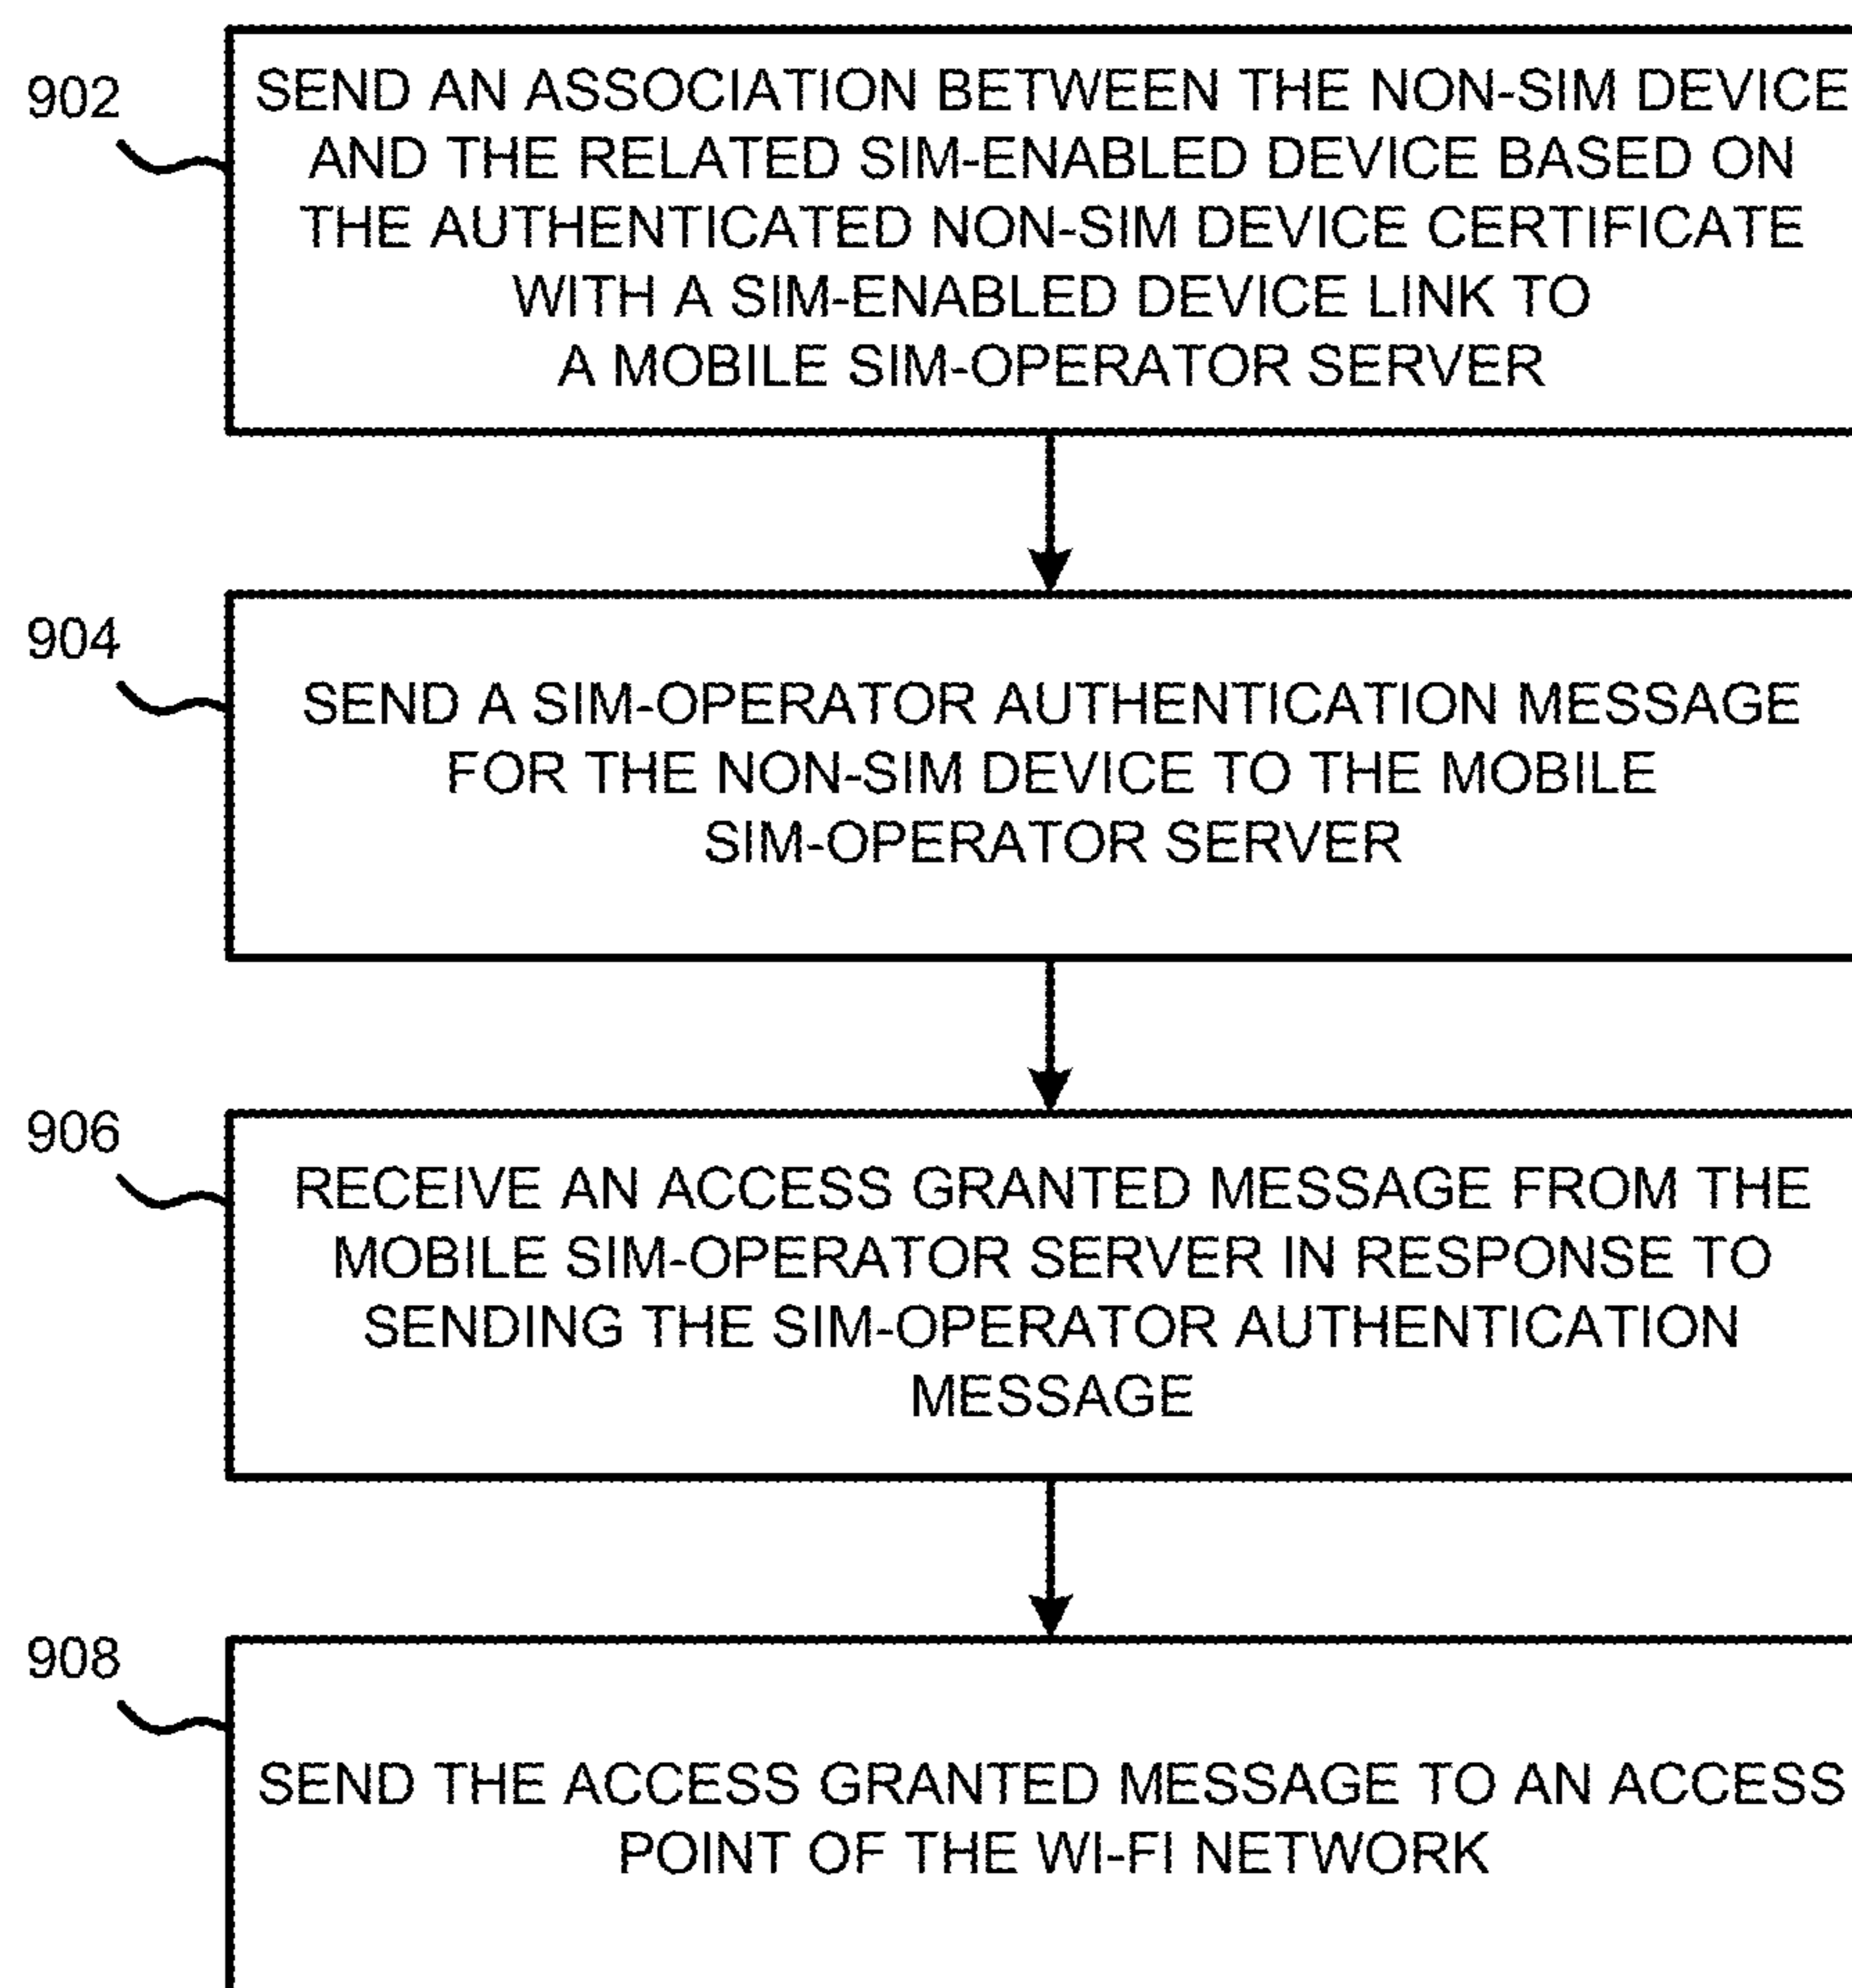 902
SEND AN ASSOCIATION BETWEEN THE NON-SIM DEVICE
AND THE RELATED SIM-ENABLED DEVICE BASED ON
THE AUTHENTICATED NON-SIM DEVICE CERTIFICATE
WITH A SIM-ENABLED DEVICE LINK TO
A MOBILE SIM-OPERATOR SERVER
904
SEND A SIM-OPERATOR AUTHENTICATION MESSAGE
FOR THE NON-SIM DEVICE TO THE MOBILE
SIM-OPERATOR SERVER
906
RECEIVE AN ACCESS GRANTED MESSAGE FROM THE
MOBILE SIM-OPERATOR SERVER IN RESPONSE TO
SENDING THE SIM-OPERATOR AUTHENTICATION
MESSAGE
908
SEND THE ACCESS GRANTED MESSAGE TO AN ACCESS
POINT OF THE WI-FI NETWORK